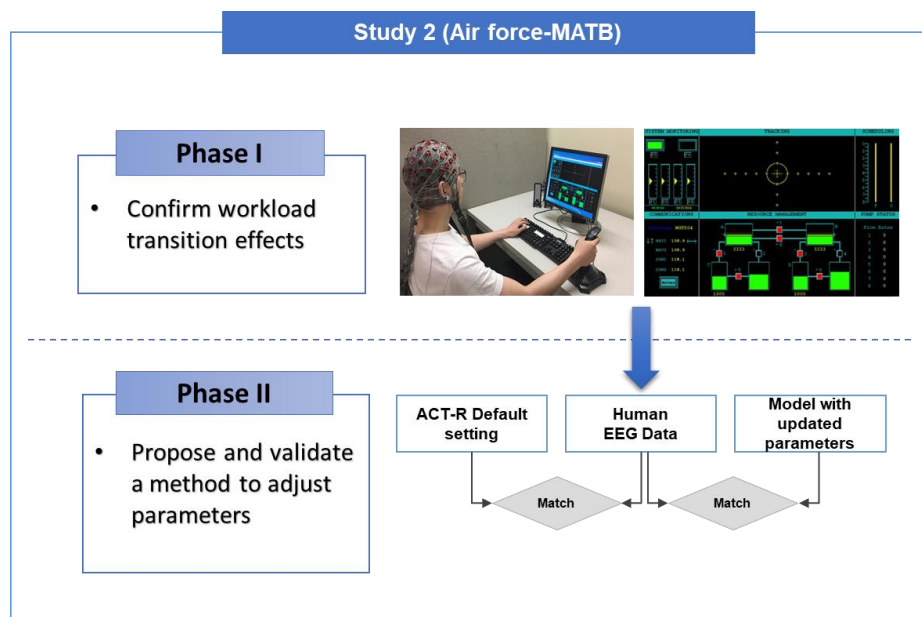 Study 2 (Air force-MATB)
Phase I
• Confirm workload
transition effects
SYSTEM MONITORING
TRACKING
SCHEDULING
COMMUNICATIONS
RESOURCE MANAGEMENT
PUMP STATUS
Flow Rates
Phase II
• Propose and validate
a method to adjust
parameters
ACT-R Default
setting
Human
EEG Data
Model with
updated
parameters
Match
Match